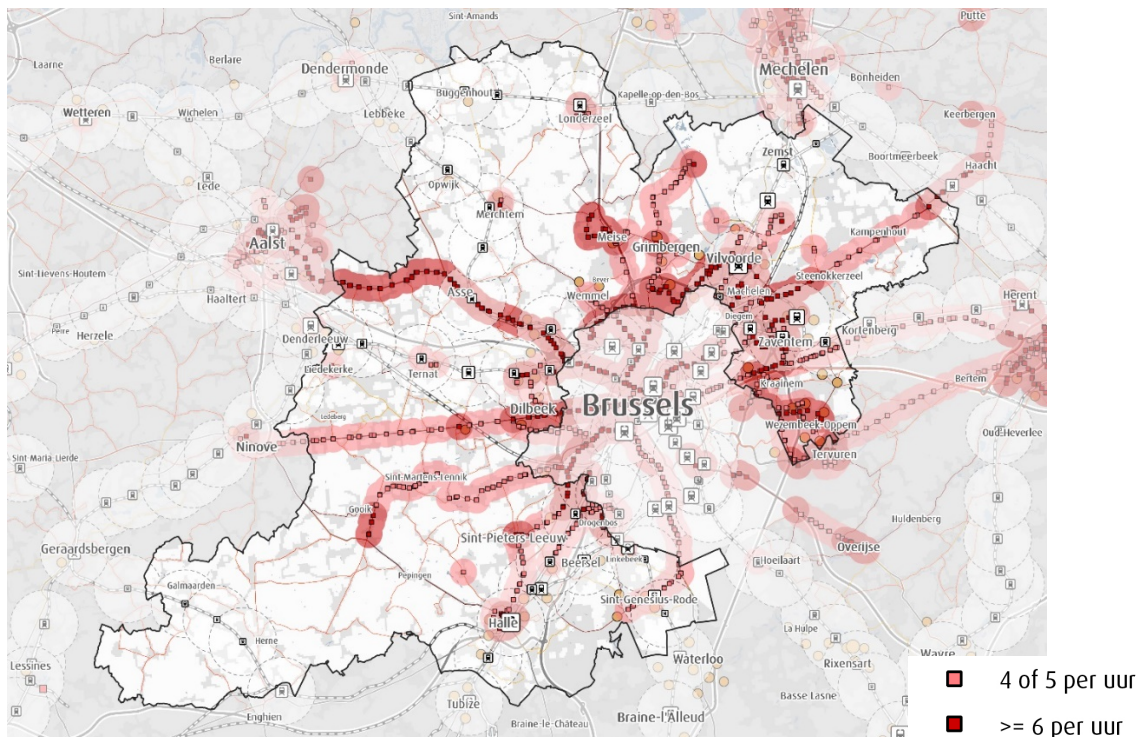 Sint-Amands
Putte
Laarne
Berlare
Dendermonde
Mechelen
Bonheiden
Buggenhout
Kapelle-op-den-Bos
Wetteren
Wichelen
Lebbeke
Londerzeel
Keerbergen
Zemst
Boortmeerbeek
Haacht
Lede
Opwijk
Merchtem
Kampenhout
Aalst
Meise
Grimbergen
Vilvoorde
Sint-Lievens-Houtem
Steenokkerzeel
Haaltert
Asse
Bever
Wemmel
Machelen
Herent
Diegem
Kortenberg
Herzele
Denderleeuw
Zaventem
Liedekerke
Ternat
Kraainem
Bertem
Dilbeek
Brussels
Ledeberg
Wezembeek-Oppem
Oud-Heverlee
Ninove
Tervuren
Sint-Maria-Lierde
Sint-Martens-Lennik
Gooik
Drogenbos
Huldenberg
Sint-Pieters-Leeuw
Overijse
Geraardsbergen
Beersel
Linkebeek
Hoeilaart
Pepingen
Galmaarden
Sint-Genesius-Rode
Halle
La Hulpe
Herne
Lessines
Waterloo
Rixensart
Wavre
Tubize
Basse Lasne
Enghien
Braine-le-Château
Braine-l'Alleud
4 of 5 per uur
>= 6 per uur